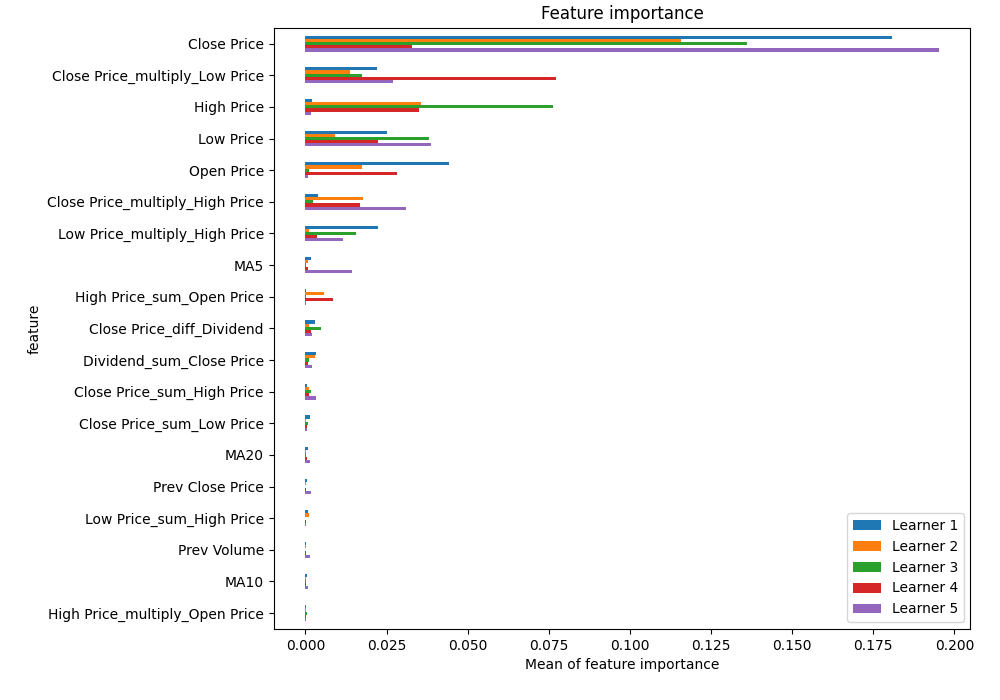 Feature importance
Close Price
Close Price_multiply_Low Price
High Price
Low Price
Open Price
Close Price_multiply_High Price
Low Price_multiply_High Price
MA5
High Price_sum_Open Price
Close Price_diff_Dividend
Dividend_sum_Close Price
Close Price_sum_High Price
Close Price_sum_Low Price
MA20
Prev Close Price
Low Price_sum_High Price
Prev Volume
MA10
High Price_multiply_Open Price
feature
Learner 1
Learner 2
Learner 3
Learner 4
Learner 5
0.000 0.025 0.050 0.075 0.100 0.125 0.150 0.175 0.200
Mean of feature importance